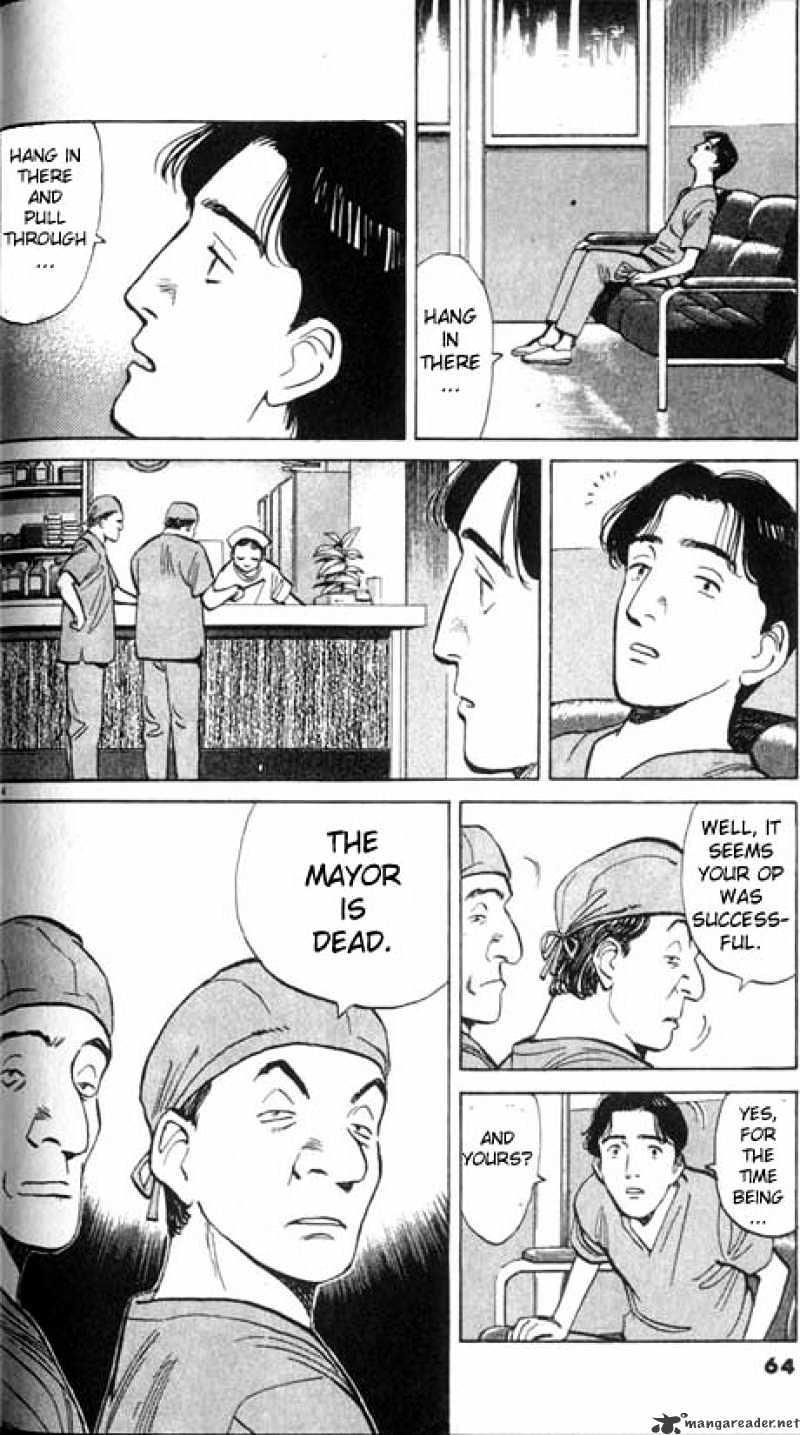 HANG
IN
THERE
...
HANG IN
THERE
AND
PULL
THROUGH
...
WELL, IT
SEEMS
YOUR OP
WAS
SUCCESS-
FUL.
YES,
FOR
THE
TIME
BEING
...
AND
YOURS?
THE
MAYOR
IS
DEAD.
64
mangareader.net